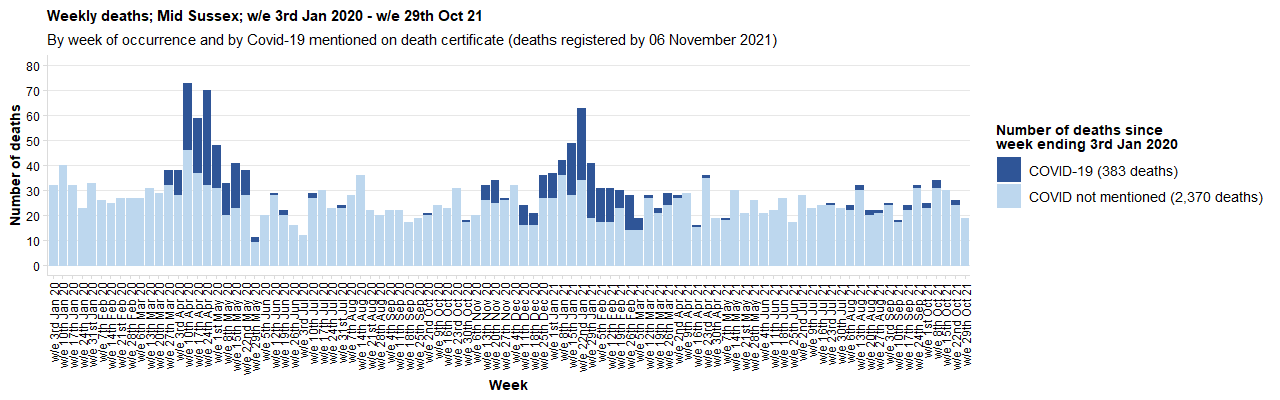 Weekly deaths; Mid Sussex; w/e 3rd Jan 2020 - w/e 29th Oct 21
By week of occurrence and by Covid-19 mentioned on death certificate (deaths registered by 06 November 2021)
Number of deaths
80
70
60
50
40
30
20
10
0
w/e 3rd Jan 20
w/e 10th Jan 20
w/e 17th Jan 20
w/e 24th Jan 20
w/e 31st Jan 20
w/e 7th Feb 20
w/e 14th Feb 20
w/e 21st Feb 20
w/e 28th Feb 20
w/e 6th Mar 20
w/e 13th Mar 20
w/e 20th Mar 20
w/e 27th Mar 20
w/e 3rd Apr 20
w/e 10th Apr 20
w/e 17th Apr 20
w/e 24th Apr 20
w/e 1st May 20
w/e 8th May 20
w/e 15th May 20
w/e 22nd May 20
w/e 29th May 20
w/e 5th Jun 20
w/e 12th Jun 20
w/e 19th Jun 20
w/e 26th Jun 20
w/e 3rd Jul 20
w/e 10th Jul 20
w/e 17th Jul 20
w/e 24th Jul 20
w/e 31st Jul 20
w/e 7th Aug 20
w/e 14th Aug 20
w/e 21st Aug 20
w/e 28th Aug 20
w/e 4th Sep 20
w/e 11th Sep 20
w/e 18th Sep 20
w/e 25th Sep 20
w/e 2nd Oct 20
w/e 9th Oct 20
w/e 16th Oct 20
w/e 23rd Oct 20
w/e 30th Oct 20
w/e 6th Nov 20
w/e 13th Nov 20
w/e 20th Nov 20
w/e 27th Nov 20
w/e 4th Dec 20
w/e 11th Dec 20
w/e 18th Dec 20
w/e 25th Dec 20
w/e 1st Jan 21
w/e 8th Jan 21
w/e 15th Jan 21
w/e 22nd Jan 21
w/e 29th Jan 21
w/e 5th Feb 21
w/e 12th Feb 21
w/e 19th Feb 21
w/e 26th Feb 21
w/e 5th Mar 21
w/e 12th Mar 21
w/e 19th Mar 21
w/e 26th Mar 21
w/e 2nd Apr 21
w/e 9th Apr 21
w/e 16th Apr 21
w/e 23rd Apr 21
w/e 30th Apr 21
w/e 7th May 21
w/e 14th May 21
w/e 21st May 21
w/e 28th May 21
w/e 4th Jun 21
w/e 11th Jun 21
w/e 18th Jun 21
w/e 25th Jun 21
w/e 2nd Jul 21
w/e 9th Jul 21
w/e 16th Jul 21
w/e 23rd Jul 21
w/e 30th Jul 21
w/e 6th Aug 21
w/e 13th Aug 21
w/e 20th Aug 21
w/e 27th Aug 21
w/e 3rd Sep 21
w/e 10th Sep 21
w/e 17th Sep 21
w/e 24th Sep 21
w/e 1st Oct 21
w/e 8th Oct 21
w/e 15th Oct 21
w/e 22nd Oct 21
w/e 29th Oct 21
Week
Number of deaths since
week ending 3rd Jan 2020
COVID-19 (383 deaths)
COVID not mentioned (2,370 deaths)